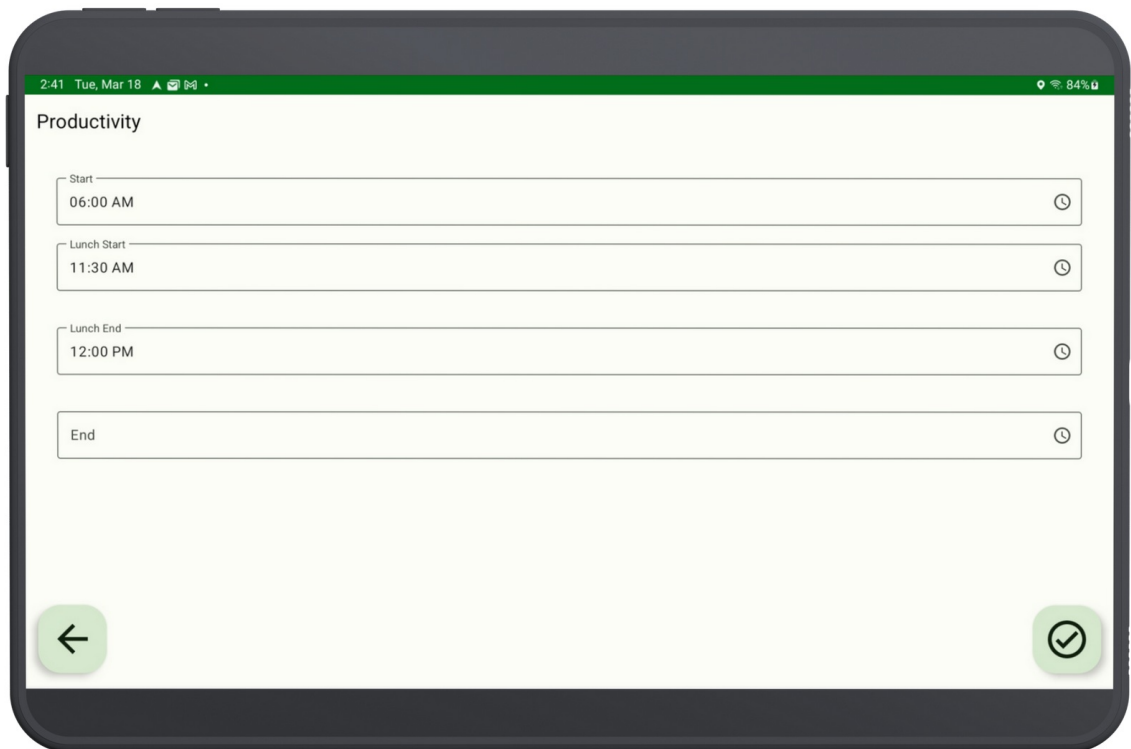 2:41 Tue, Mar 18 84%
Productivity
Start
06:00 AM
Lunch Start
11:30 AM
Lunch End
12:00 PM
End